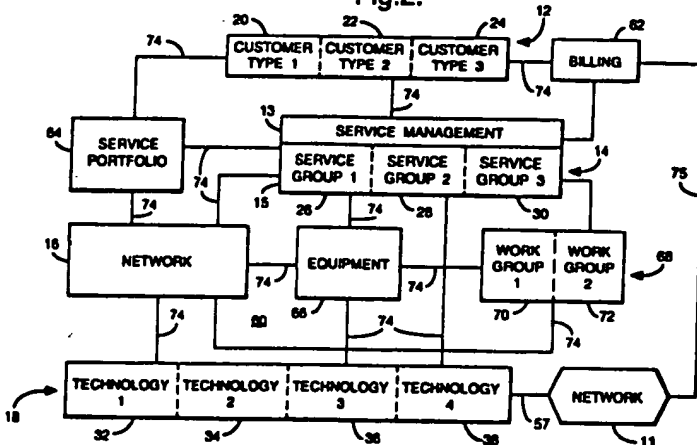 Fig.2.
20
22
24
12
62
74
CUSTOMER TYPE 1
CUSTOMER TYPE 2
CUSTOMER TYPE 3
BILLING
74
74
64
13
SERVICE PORTFOLIO
SERVICE MANAGEMENT
14
74
SERVICE GROUP 1
SERVICE GROUP 2
SERVICE GROUP 3
75
15
26
74
28
30
74
16
NETWORK
74
EQUIPMENT
74
WORK GROUP 1
WORK GROUP 2
68
66
70
72
74
60
74
74
18
TECHNOLOGY 1
TECHNOLOGY 2
TECHNOLOGY 3
TECHNOLOGY 4
57
NETWORK
32
34
36
38
11